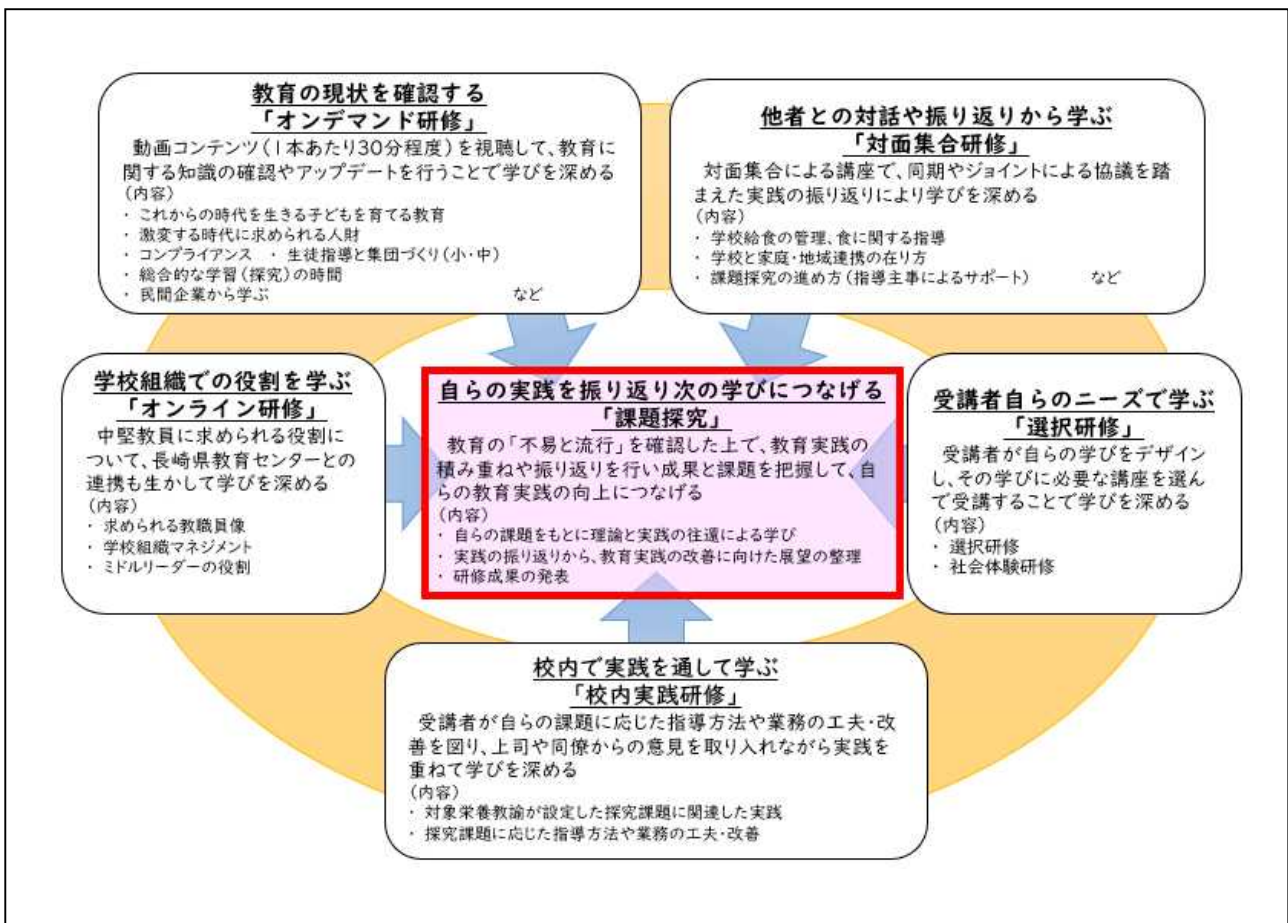 教育の現状を確認する
「オンデマンド研修」
動画コンテンツ(1本あたり30分程度)を視聴して、教育に
関する知識の確認やアップデートを行うことで学びを深める
(内容)
・ これからの時代を生きる子どもを育てる教育
・ 激変する時代に求められる人財
・ コンプライアンス ・ 生徒指導と集団づくり(小・中)
・ 総合的な学習(探究)の時間
・ 民間企業から学ぶ など
他者との対話や振り返りから学ぶ
「対面集合研修」
対面集合による講座で、同期やジョイントによる協議を踏
まえた実践の振り返りにより学びを深める
(内容)
・ 学校給食の管理、食に関する指導
・ 学校と家庭・地域連携の在り方
・ 課題探究の進め方(指導主事によるサポート) など
学校組織での役割を学ぶ
「オンライン研修」
中堅教員に求められる役割に
ついて、長崎県教育センターとの
連携も生かして学びを深める
(内容)
・ 求められる教職員像
・ 学校組織マネジメント
・ ミドルリーダーの役割
自らの実践を振り返り次の学びにつなげる
「課題探究」
教育の「不易と流行」を確認した上で、教育実践の
積み重ねや振り返りを行い成果と課題を把握して、自
らの教育実践の向上につなげる
(内容)
・ 自らの課題をもとに理論と実践の往還による学び
・ 実践の振り返りから、教育実践の改善に向けた展望の整理
・ 研修成果の発表
受講者自らのニーズで学ぶ
「選択研修」
受講者が自らの学びをデザイン
し、その学びに必要な講座を選ん
で受講することで学びを深める
(内容)
・ 選択研修
・ 社会体験研修
校内で実践を通して学ぶ
「校内実践研修」
受講者が自らの課題に応じた指導方法や業務の工夫・改
善を図り、上司や同僚からの意見を取り入れながら実践を
重ねて学びを深める
(内容)
・ 対象栄養教諭が設定した探究課題に関連した実践
・ 探究課題に応じた指導方法や業務の工夫・改善